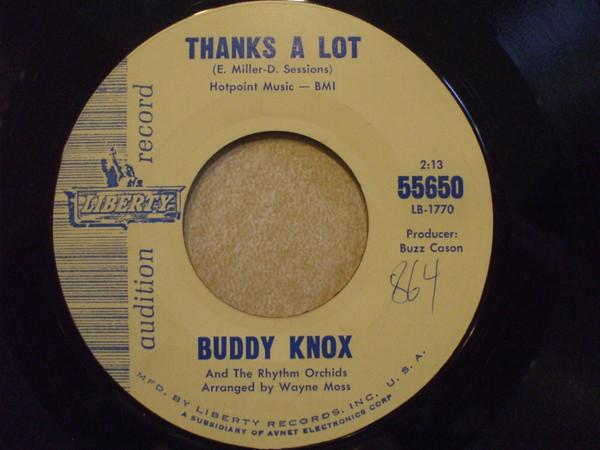 THANKS A LOT
(E. Miller-D. Sessions)
Hotpoint Music — BMI
audition record
LIBERTY
2:13
55650
LB-1770
Producer:
Buzz Cason
864
BUDDY KNOX
And The Rhythm Orchids
Arranged by Wayne Moss
MFD. BY LIBERTY RECORDS, INC. U. S. A.
A SUBSIDIARY OF AVNET ELECTRONICS CORP